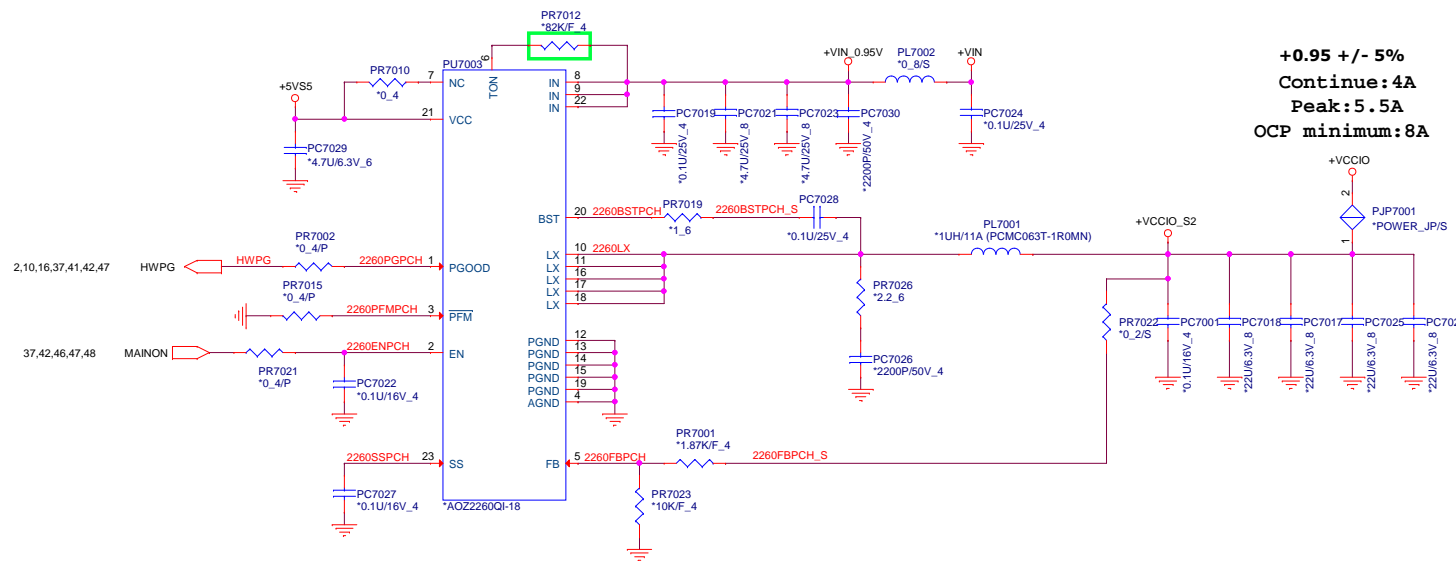 PR7012
*82K/F_4
+VIN_0.95V
PL7002
*0_8/S
+VIN
+0.95 +/- 5%
Continue:4A
Peak:5.5A
OCP minimum:8A
PU7003
6
TON
PR7010
*0_4
7
NC
+5VS5
21
VCC
PC7029
*4.7U/6.3V_6
8
IN
9
IN
22
IN
PC7019
*0.1U/25V_4
PC7021
*4.7U/25V_8
PC7023
*4.7U/25V_8
PC7030
*2200P/50V_4
PC7024
*0.1U/25V_4
+VCCIO
2
PJP7001
*POWER_JP/S
1
BST
20
2260BSTPCH
PR7019
*1_6
2260BSTPCH_S
PC7028
*0.1U/25V_4
PL7001
*1UH/11A (PCMC063T-1R0MN)
+VCCIO_S2
LX
10
2260LX
LX
11
LX
16
LX
17
LX
18
2,10,16,37,41,42,47
HWPG
HWPG
PR7002
*0_4/P
2260PGPCH
1
PGOOD
PR7015
*0_4/P
2260PFMPCH
3
PFM
37,42,46,47,48
MAINON
PR7021
*0_4/P
2260ENPCH
2
EN
PC7022
*0.1U/16V_4
PGND
12
PGND
13
PGND
14
PGND
15
PGND
19
AGND
4
PR7026
*2.2_6
PC7026
*2200P/50V_4
PR7022
*0_2/S
PC7001
*0.1U/16V_4
PC7018
*22U/6.3V_8
PC7017
*22U/6.3V_8
PC7025
*22U/6.3V_8
*22U/6.3V_8
2260SSPCH
23
SS
PC7027
*0.1U/16V_4
FB
5
2260FBPCH
PR7001
*1.87K/F_4
2260FBPCH_S
PR7023
*10K/F_4
*AOZ2260QI-18